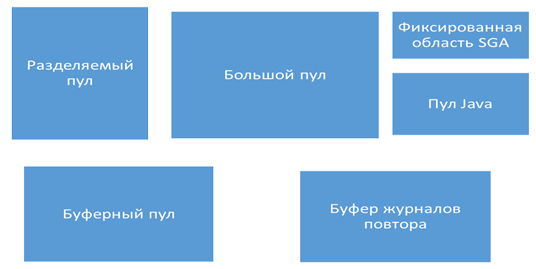 Разделяемый
пул
Большой пул
Фиксированная
область SGA
Пул Java
Буферный пул
Буфер журналов
повтора